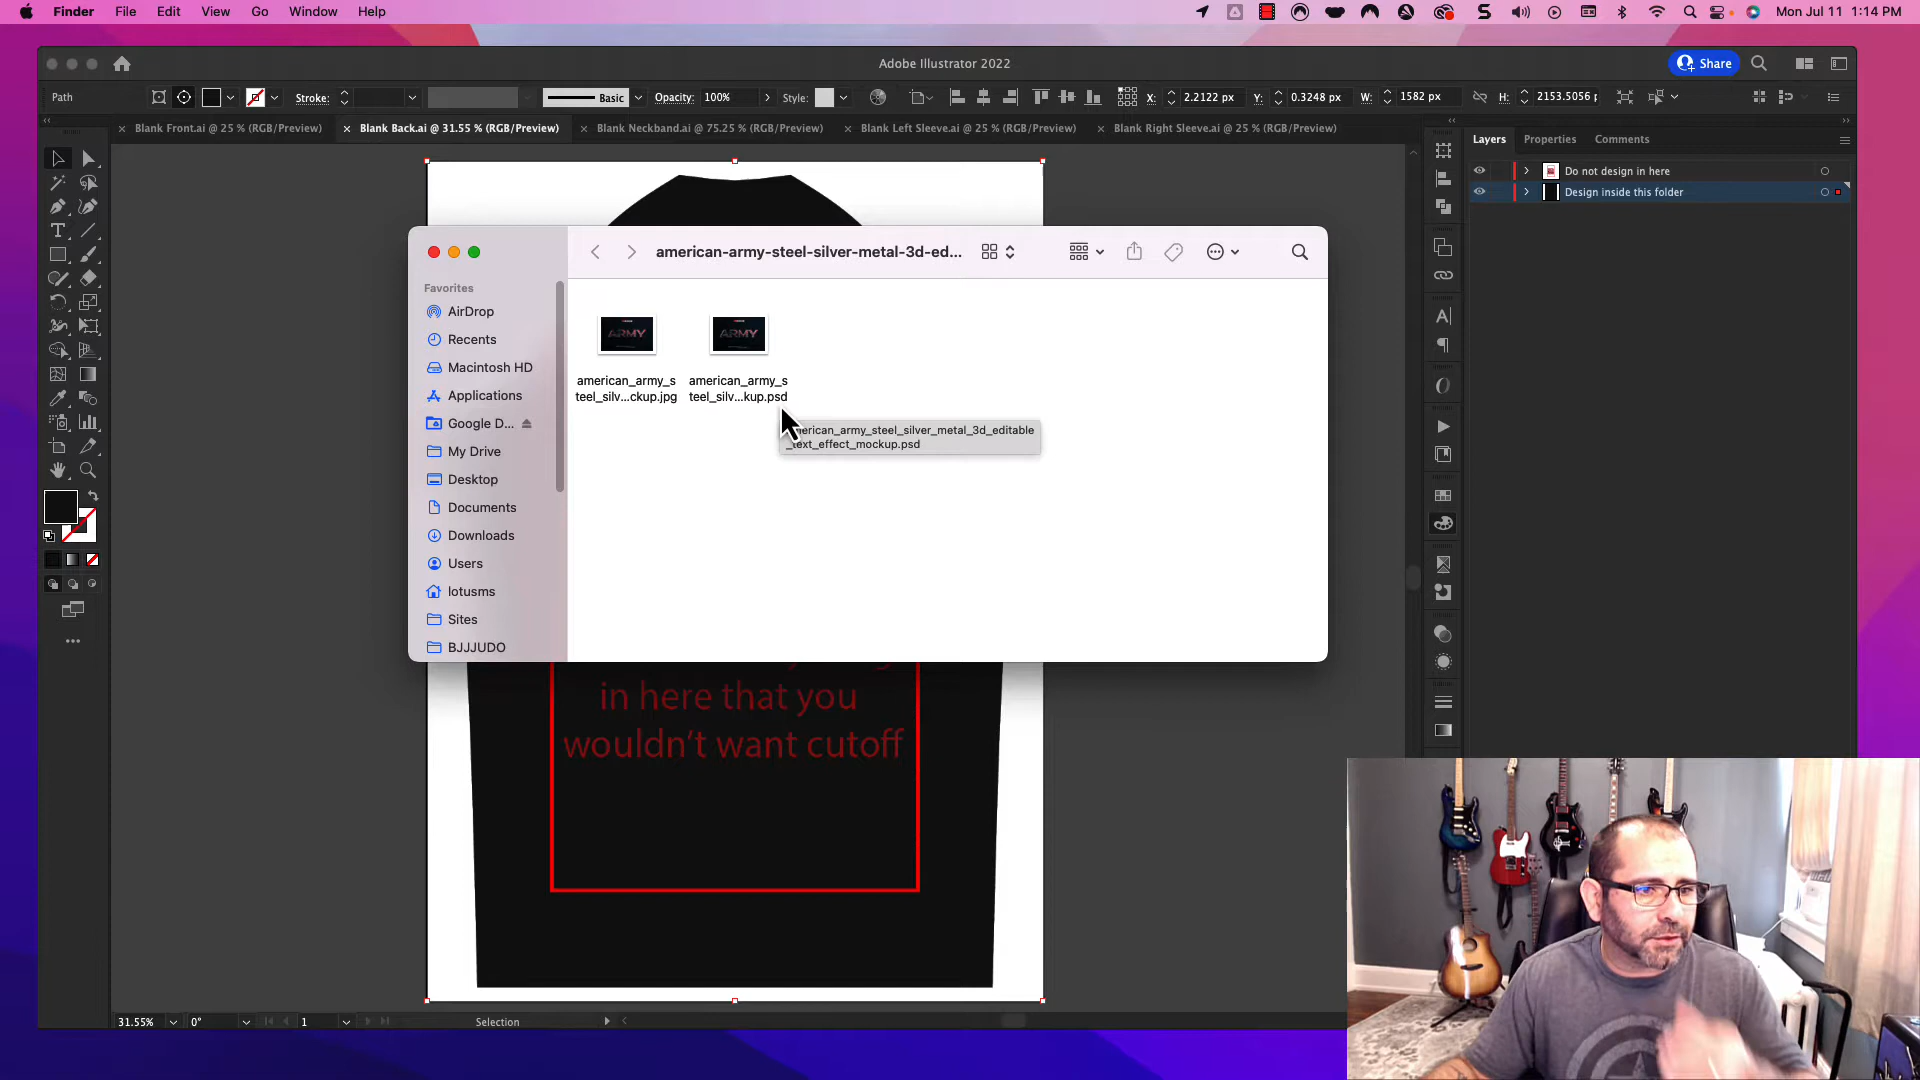 Finder File Edit View Go Window Help Mon Jul 11 1:14 PM
Adobe Illustrator 2022
Share
Path Stroke: Basic Opacity: 100% Style: X: 2.2122 px Y: 0.3248 px W: 1582 px H: 2153.5056 p
Blank Front.ai @ 25 % (RGB/Preview) Blank Back.ai @ 31.55 % (RGB/Preview) Blank Neckband.ai @ 75.25 % (RGB/Preview) Blank Left Sleeve.ai @ 25 % (RGB/Preview) Blank Right Sleeve.ai @ 25 % (RGB/Preview)
Layers Properties Comments
Do not design in here
Design inside this folder
american-army-steel-silver-metal-3d-ed...
Favorites
AirDrop
Recents
Macintosh HD
Applications
Google D...
My Drive
Desktop
Documents
Downloads
Users
lotusms
Sites
BJJJUDO
ARMY
ARMY
american_army_s
teel_silv...ckup.jpg
american_army_s
teel_silv...kup.psd
merican_army_steel_silver_metal_3d_editable
_text_effect_mockup.psd
in here that you
wouldn't want cutoff
31.55% 0° 1 Selection